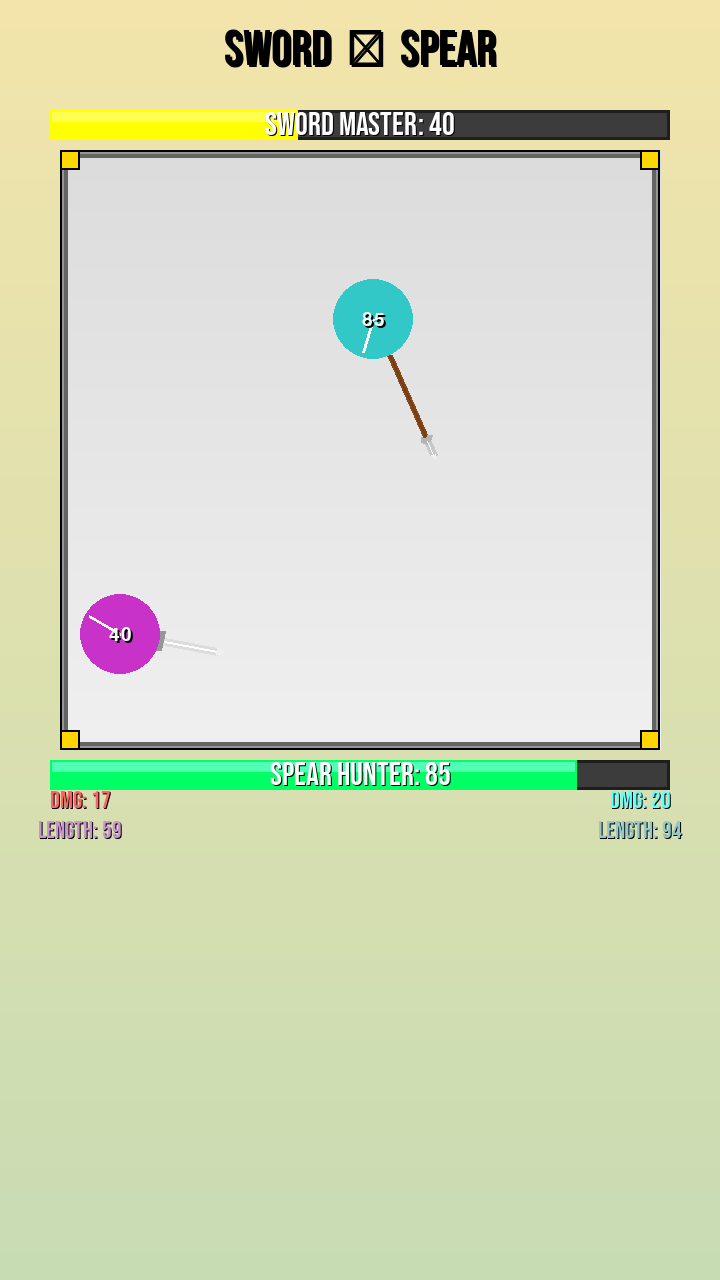 SWORD SPEAR
SWORD MASTER: 40
85
40
SPEAR HUNTER: 85
DMG: 17
DMG: 20
LENGTH: 59
LENGTH: 94